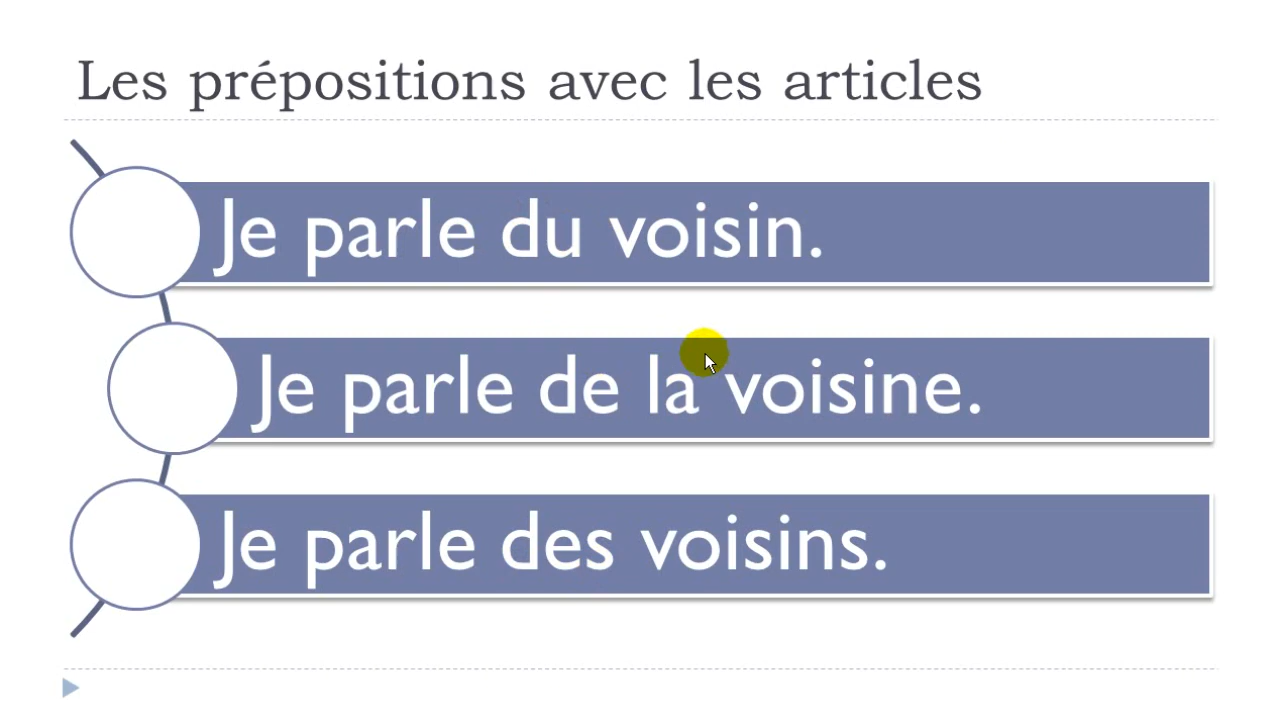 Les prépositions avec les articles
Je parle du voisin.
Je parle de la voisine.
Je parle des voisins.